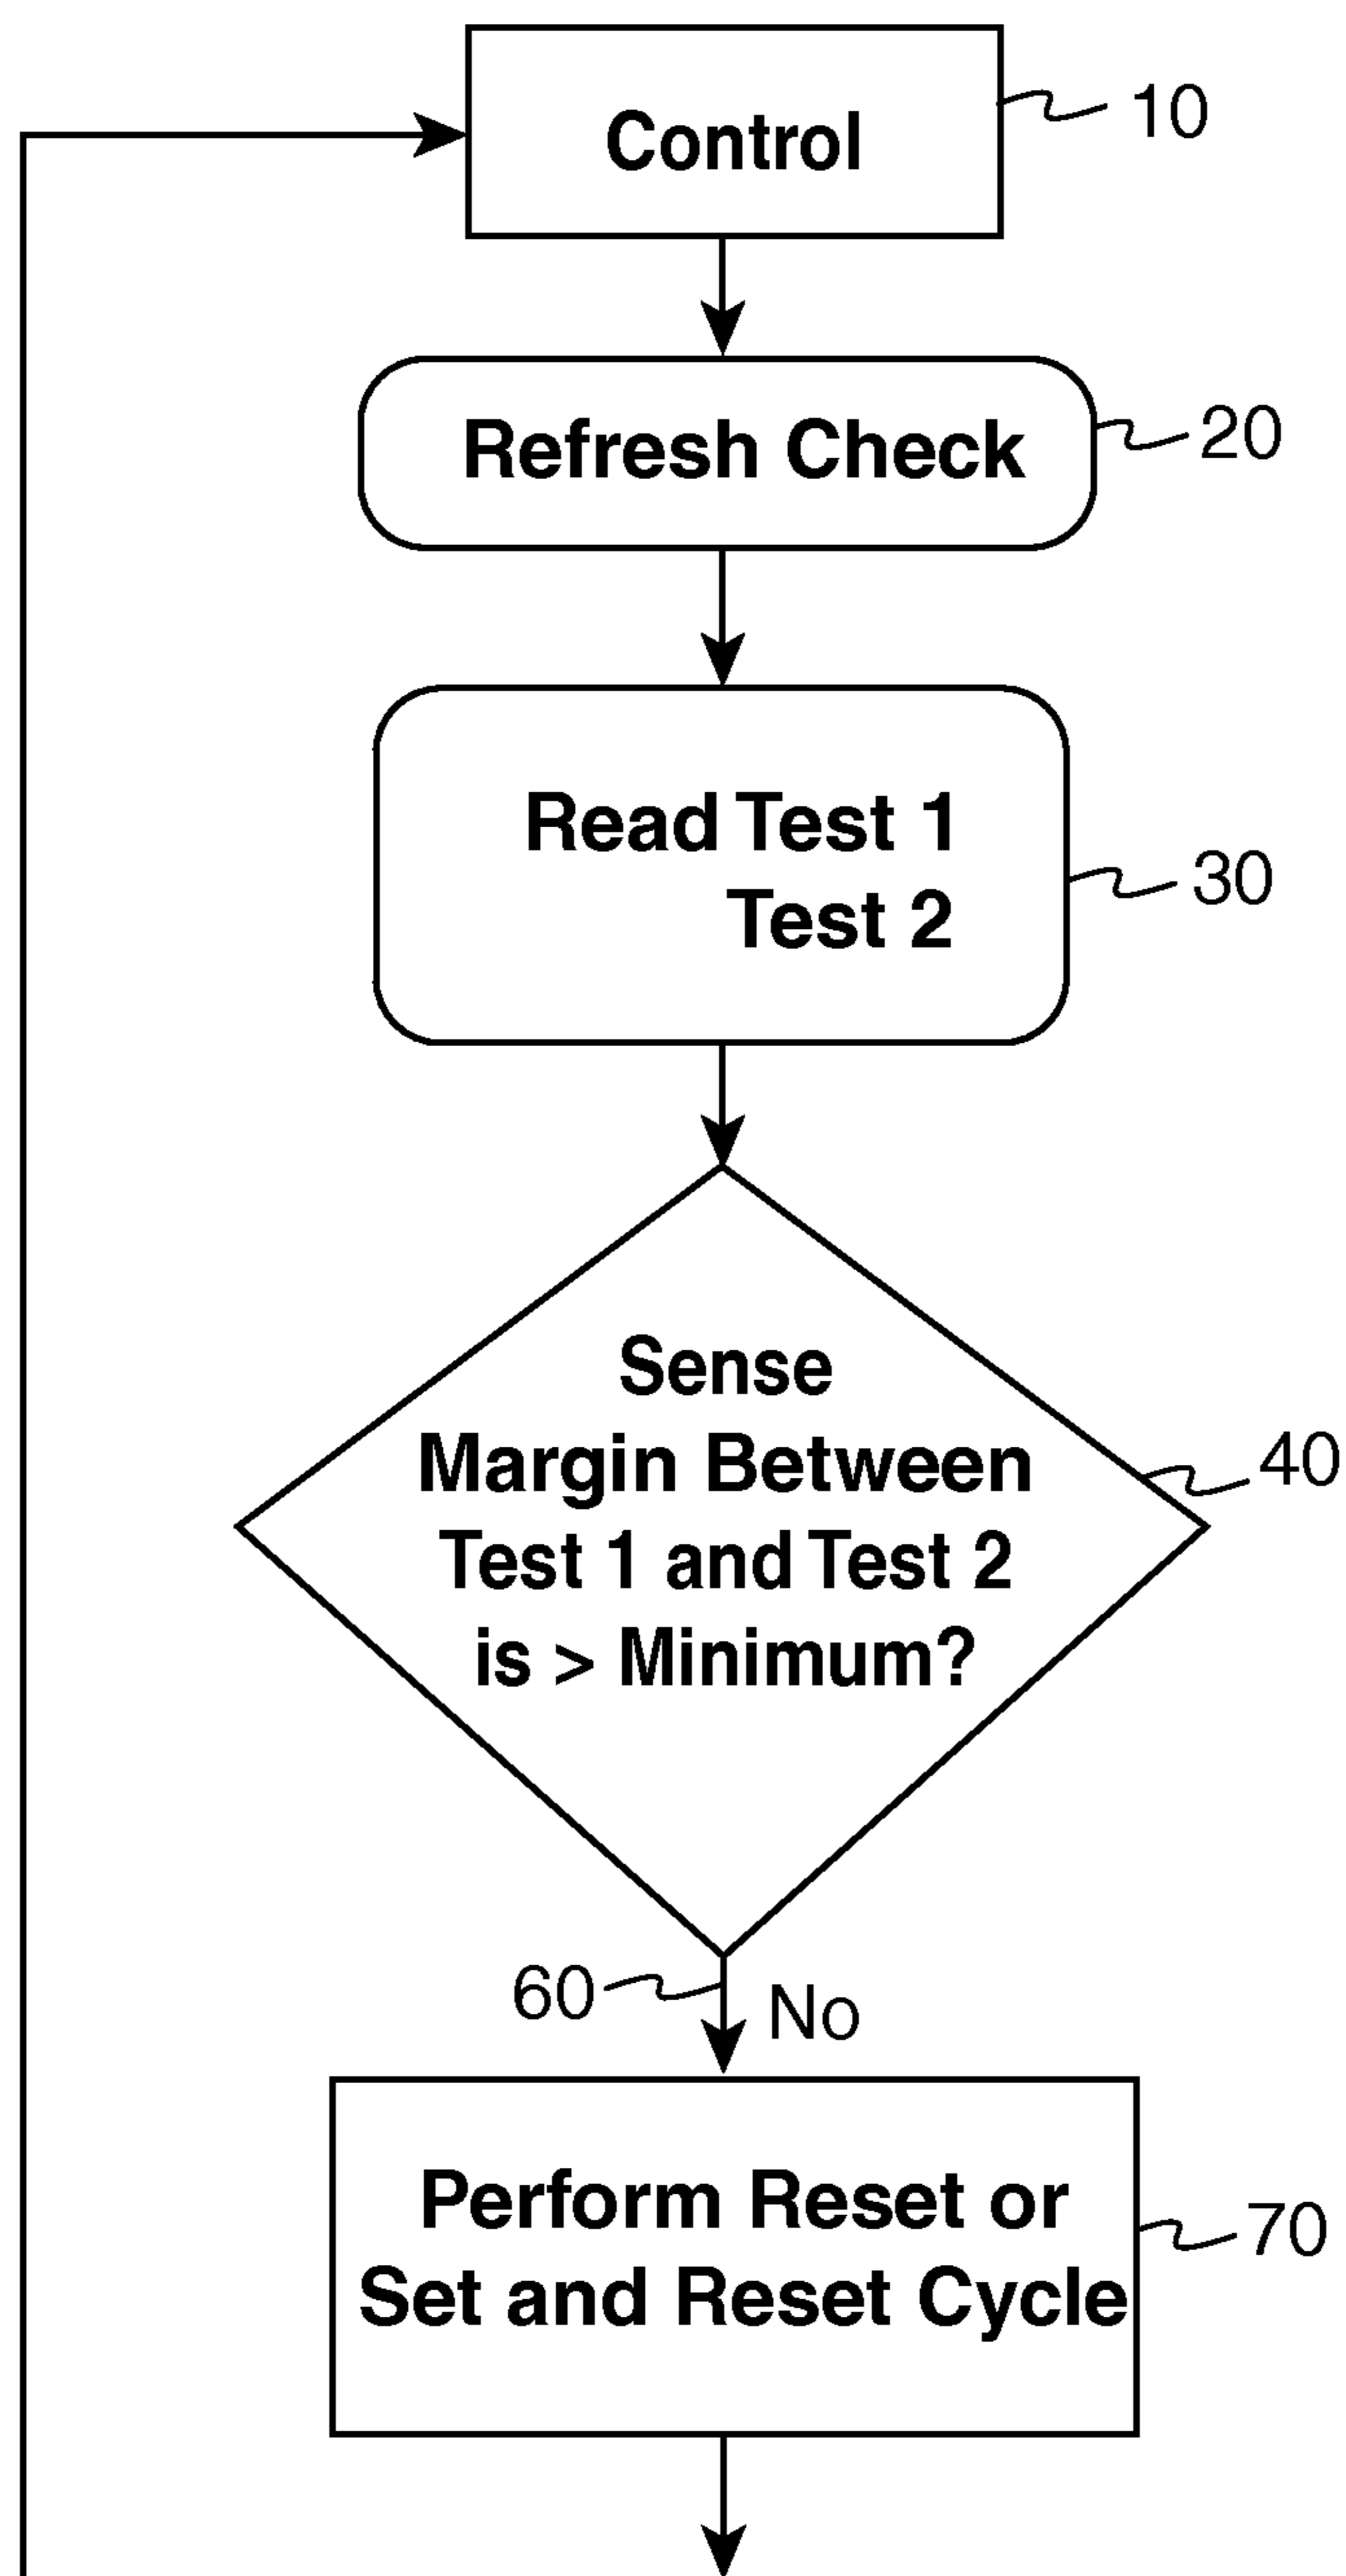 Control
10
Refresh Check
20
Read Test 1
Test 2
30
Sense
Margin Between
Test 1 and Test 2
is > Minimum?
40
60
No
Perform Reset or
Set and Reset Cycle
70